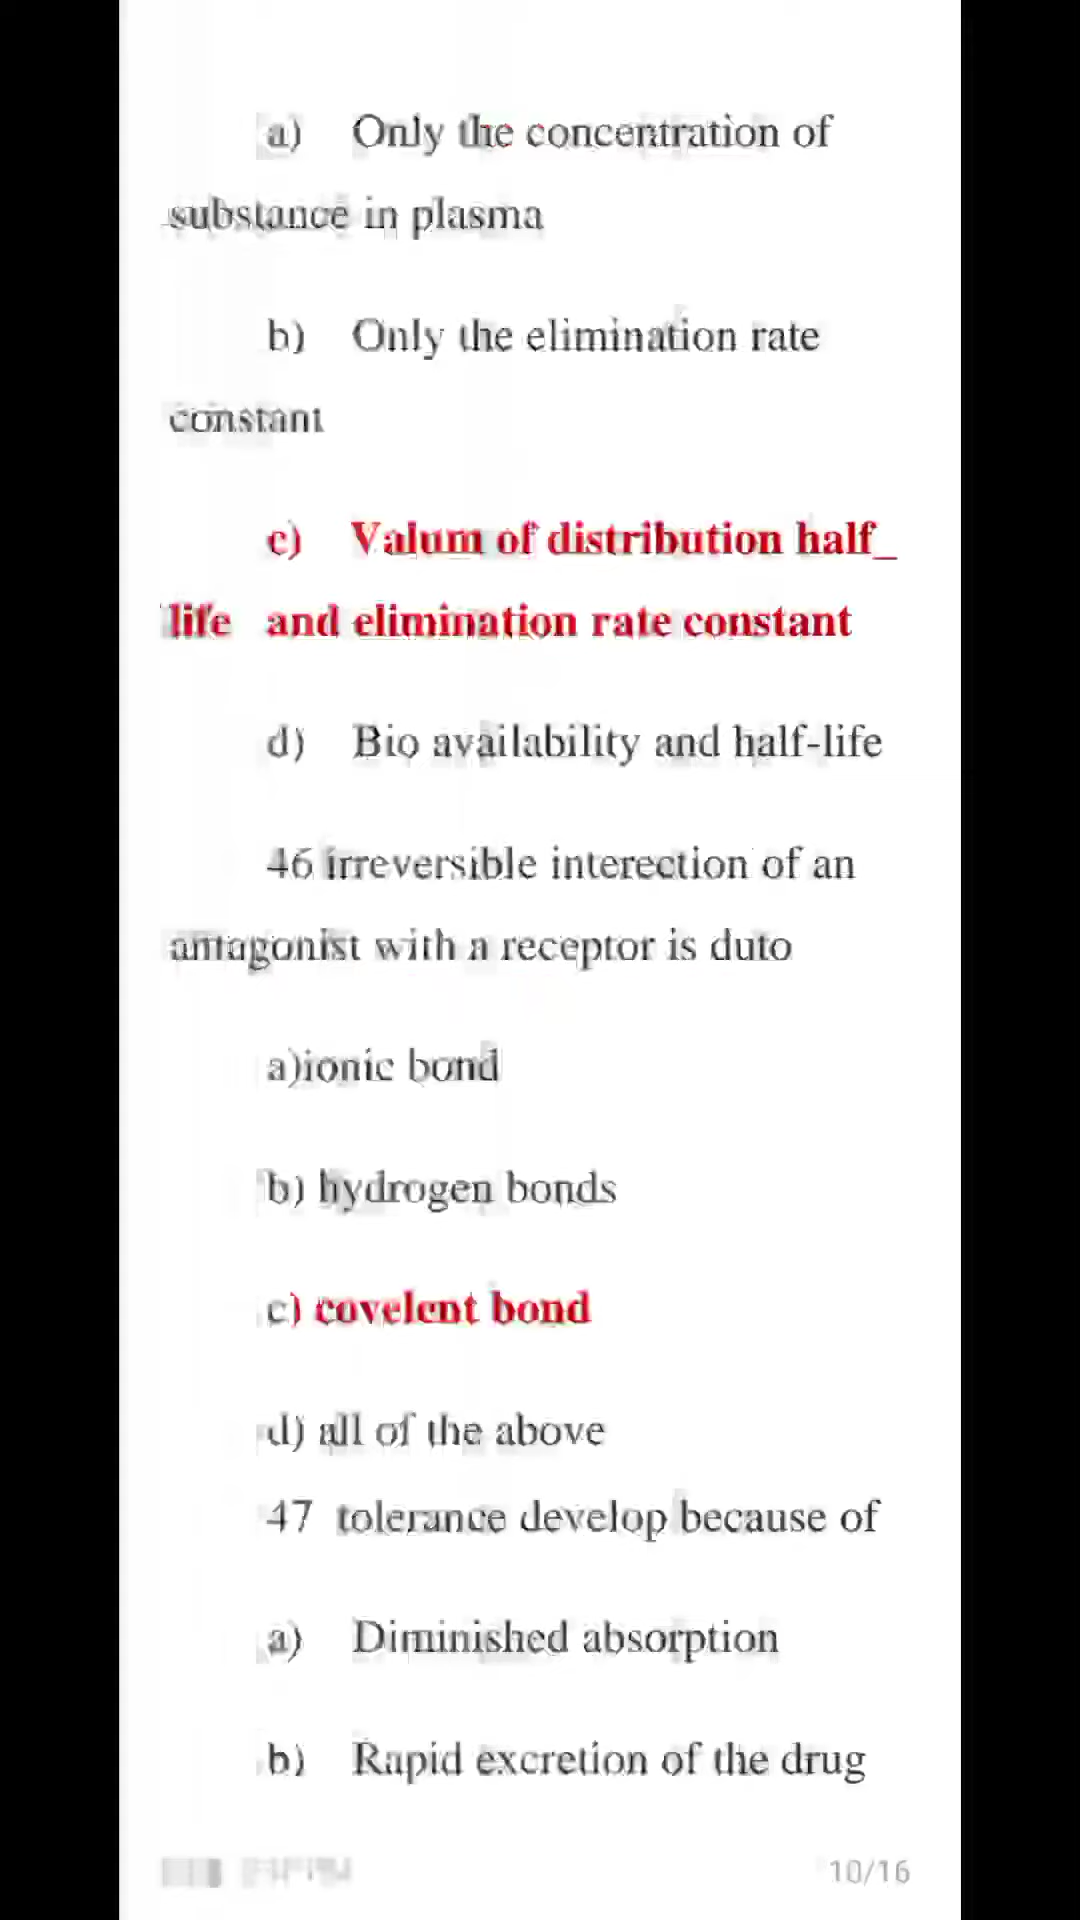 a) Only the concentration of
substance in plasma
b) Only the elimination rate
constant
c) Valum of distribution half_
life and elimination rate constant
d) Bio availability and half-life
46 irreversible interection of an
antagonist with a receptor is duto
a)ionic bond
b) hydrogen bonds
c) covelent bond
d) all of the above
47 tolerance develop because of
a) Diminished absorption
b) Rapid excretion of the drug
10/16